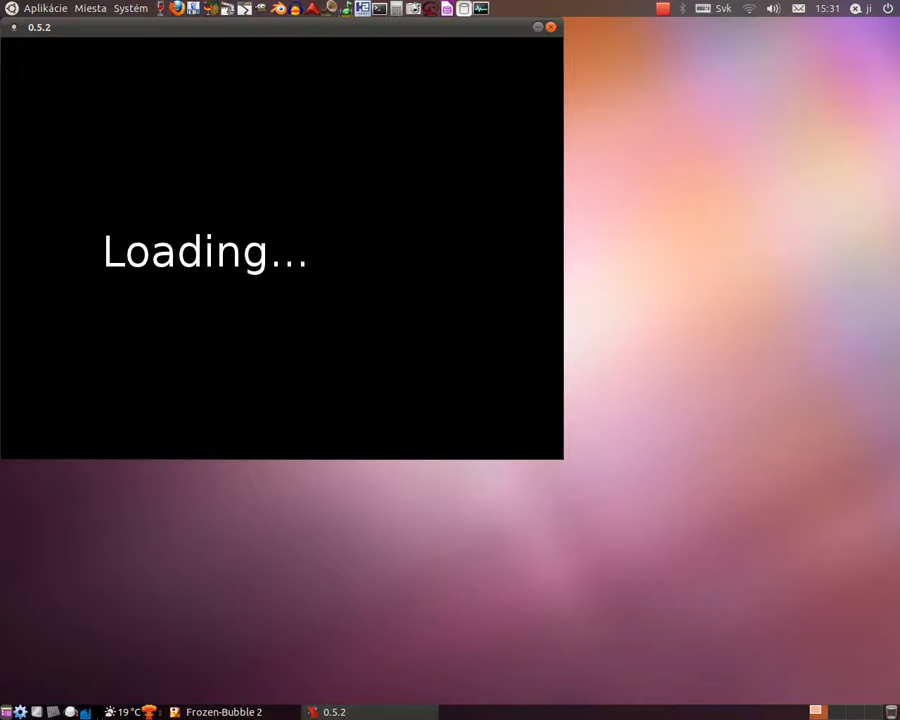 Aplikácie Miesta Systém
Svk
15:31
ji
0.5.2
Loading...
19 °C
Frozen-Bubble 2
0.5.2